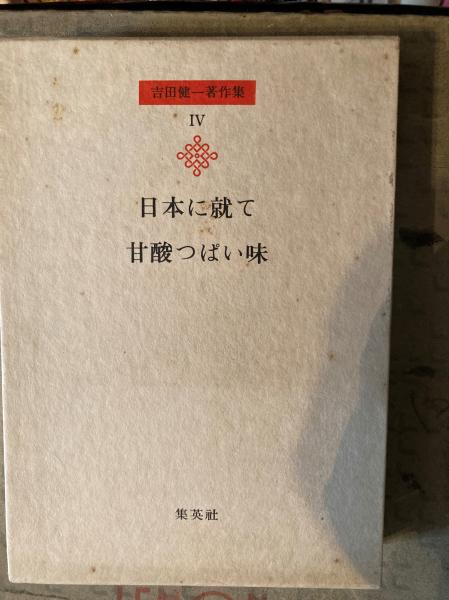 吉田健一著作集
IV
日本に就て
甘酸つぱい味
集英社